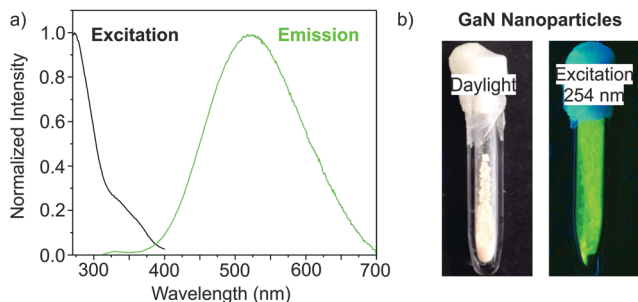 a)
Excitation
Emission
Normalized Intensity
1.0
0.8
0.6
0.4
0.2
0.0
300
400
500
600
700
Wavelength (nm)
b)
GaN Nanoparticles
Daylight
Excitation
254 nm